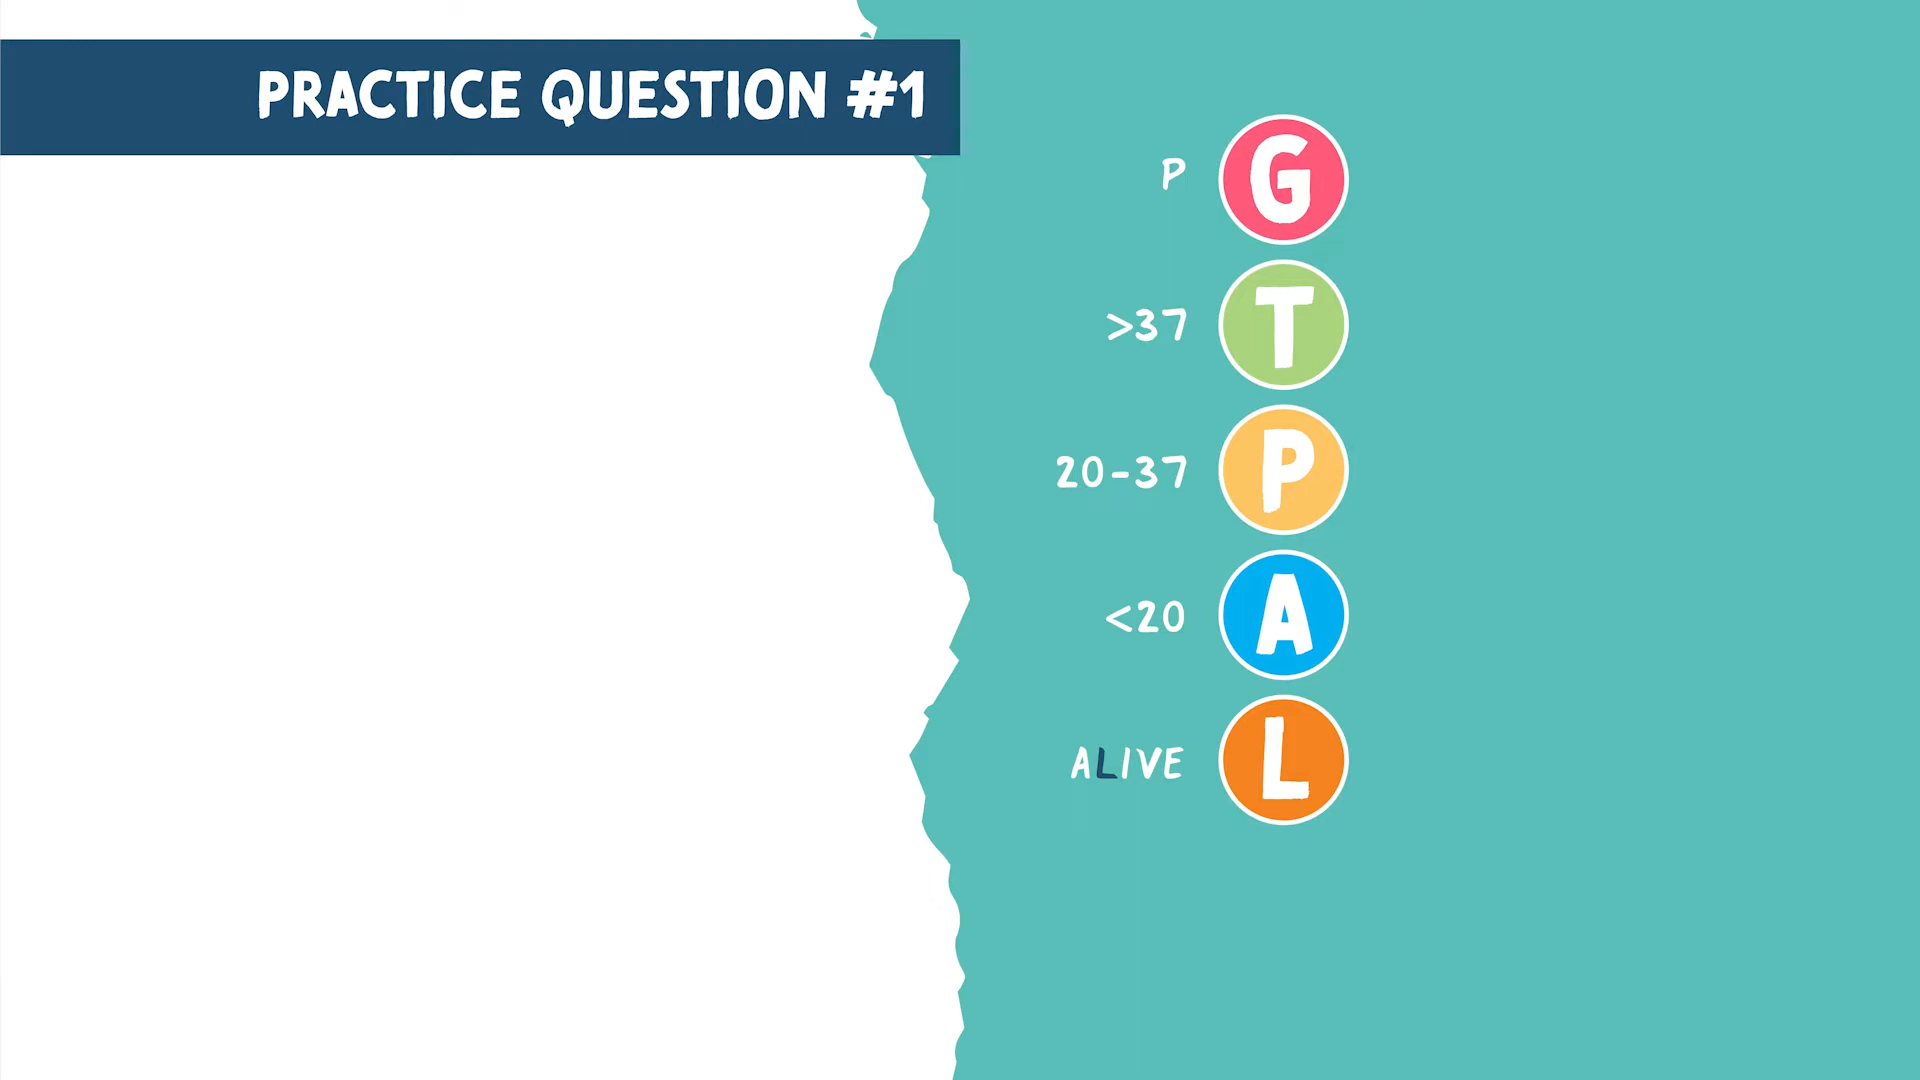 PRACTICE QUESTION #1
P G
>37 T
20-37 P
<20 A
ALIVE L